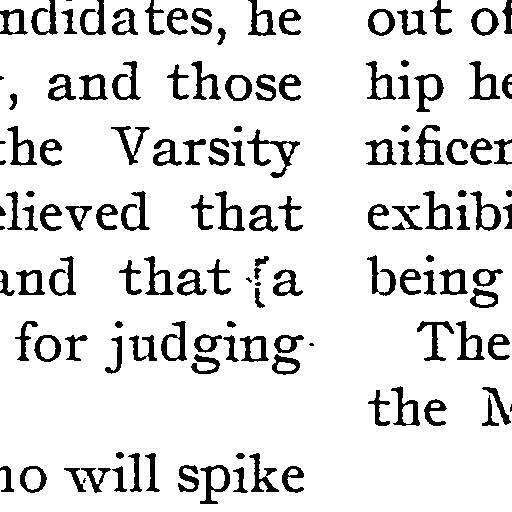 ndidates, he
, and those
the Varsity
elieved that
and that a
for judging
no will spike
out of
hip he
nificen
exhibi
being
The
the M